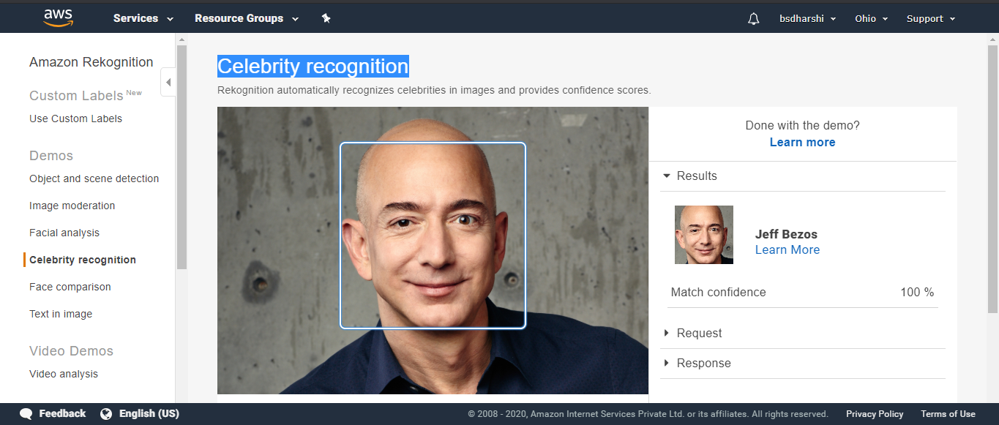 aws Services Resource Groups bsdharshi Ohio Support
Amazon Rekognition
Custom Labels New
Use Custom Labels
Demos
Object and scene detection
Image moderation
Facial analysis
Celebrity recognition
Face comparison
Text in image
Video Demos
Video analysis
Celebrity recognition
Rekognition automatically recognizes celebrities in images and provides confidence scores.
Done with the demo?
Learn more
Results
Jeff Bezos
Learn More
Match confidence 100 %
Request
Response
Feedback English (US) © 2008 - 2020, Amazon Internet Services Private Ltd. or its affiliates. All rights reserved. Privacy Policy Terms of Use